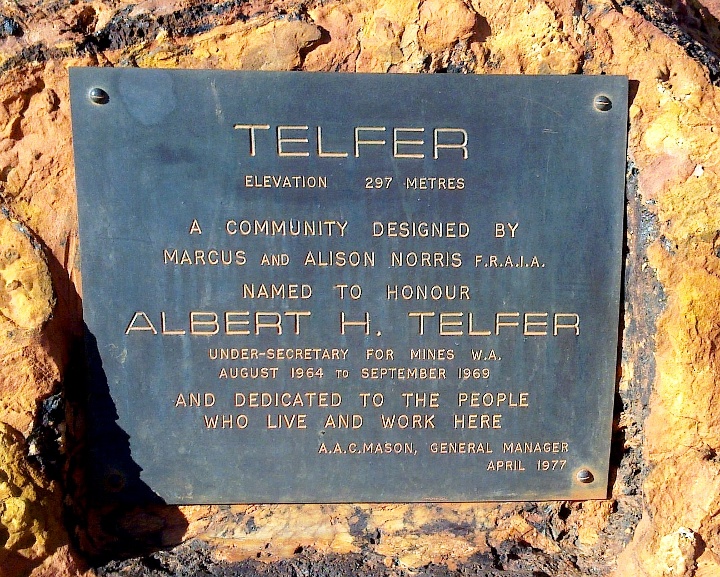 TELFER
ELEVATION 297 METRES
A COMMUNITY DESIGNED BY
MARCUS AND ALISON NORRIS F.R.A.I.A.
NAMED TO HONOUR
ALBERT H. TELFER
UNDER-SECRETARY FOR MINES W.A.
AUGUST 1964 TO SEPTEMBER 1969
AND DEDICATED TO THE PEOPLE
WHO LIVE AND WORK HERE
A.A.C.MASON, GENERAL MANAGER
APRIL 1977